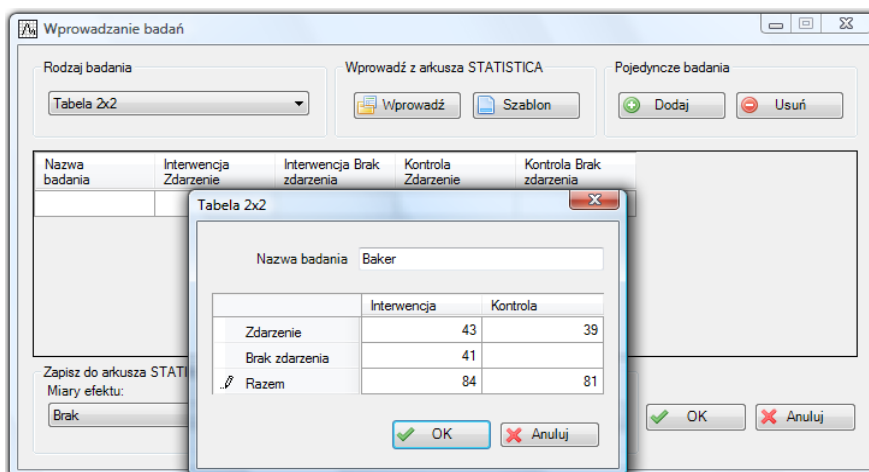 Wprowadzanie badań
Rodzaj badania
Wprowadź z arkusza STATISTICA
Pojedyncze badania
Tabela 2x2
Wprowadź
Szablon
Dodaj
Usuń
Nazwa badania
Interwencja Zdarzenie
Interwencja Brak zdarzenia
Kontrola Zdarzenie
Kontrola Brak zdarzenia
Tabela 2x2
Nazwa badania Baker
Interwencja Kontrola
Zdarzenie 43 39
Brak zdarzenia 41
Razem 84 81
OK Anuluj
Zapisz do arkusza
Miary efektu:
Brak
OK Anuluj